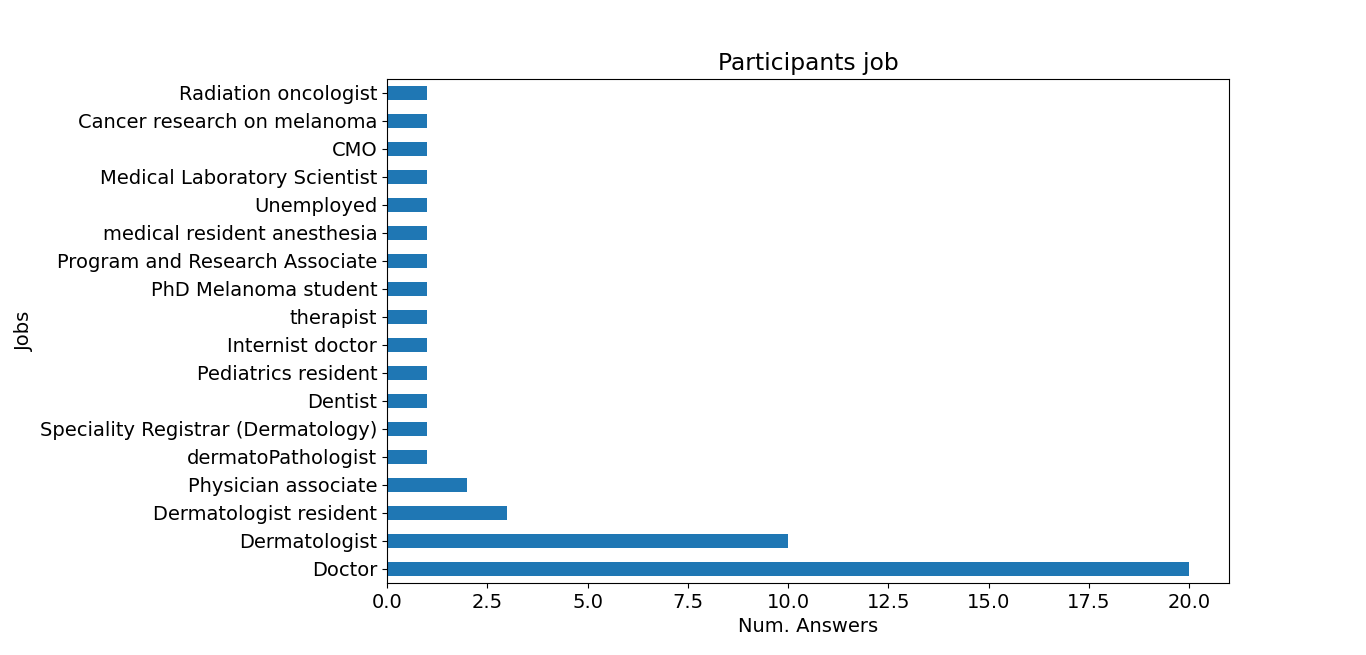 Participants job
Radiation oncologist
Cancer research on melanoma
CMO
Medical Laboratory Scientist
Unemployed
medical resident anesthesia
Program and Research Associate
PhD Melanoma student
therapist
Internist doctor
Pediatrics resident
Dentist
Speciality Registrar (Dermatology)
dermatoPathologist
Physician associate
Dermatologist resident
Dermatologist
Doctor
Jobs
0.0 2.5 5.0 7.5 10.0 12.5 15.0 17.5 20.0
Num. Answers